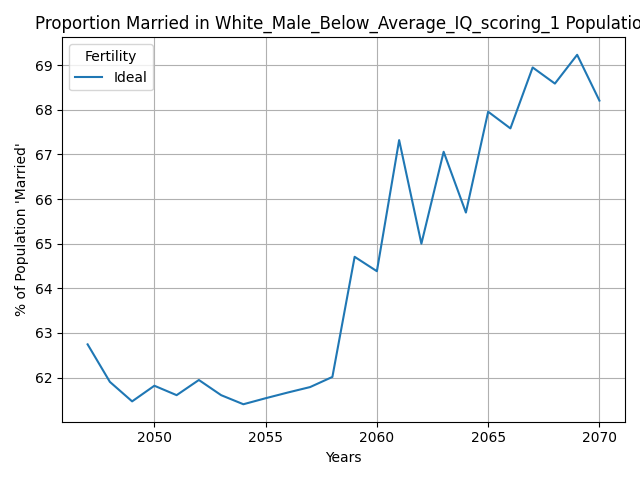 Proportion Married in White_Male_Below_Average_IQ_scoring_1 Populatio
Fertility
Ideal
% of Population 'Married'
69
68
67
66
65
64
63
62
2050
2055
2060
2065
2070
Years